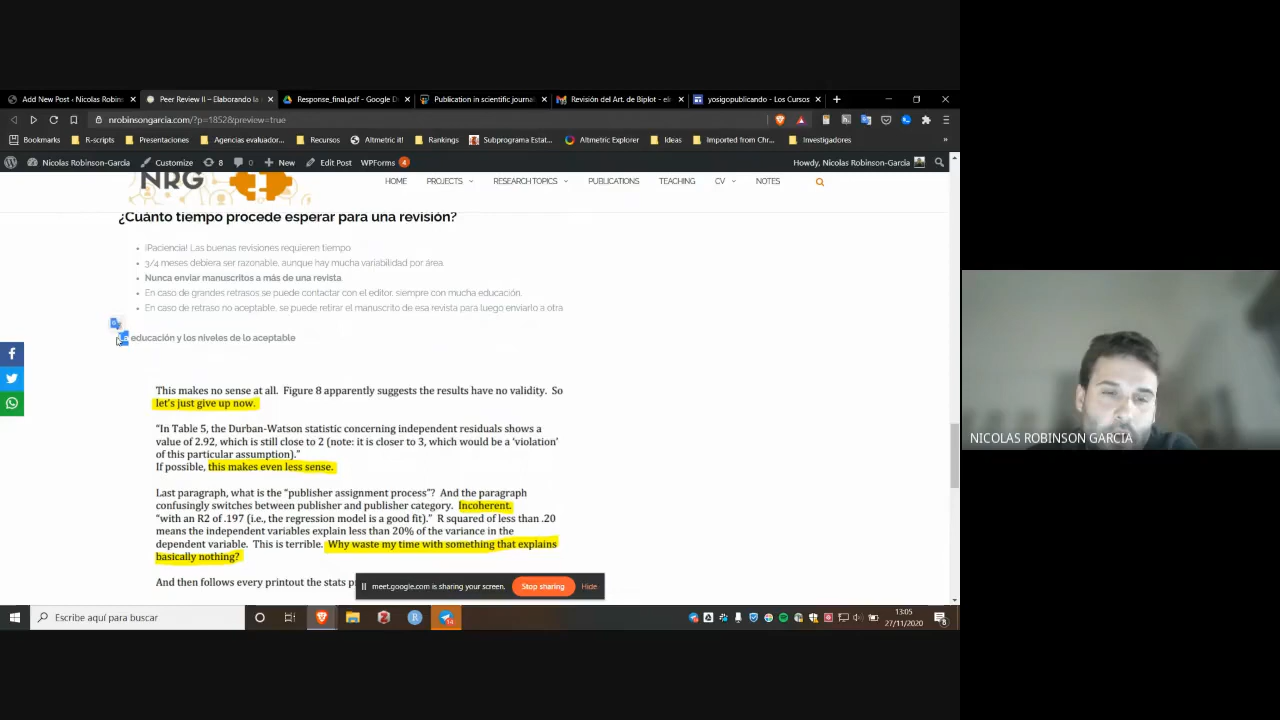 Add New Post ‹ Nicolas Robins
Peer Review II – Elaborando la
Response_final.pdf - Google D
Publication in scientific journal
Revisión del Art. de Biplot - el
yosigopublicando - Los Cursos
nrobinsongarcia.com/?p=1852&preview=true
Bookmarks
R-scripts
Presentaciones
Agencias evaluador...
Recursos
Altmetric it!
Rankings
Subprograma Estat...
Altmetric Explorer
Ideas
Imported from Chr...
Investigadores
Nicolas Robinson-Garcia
Customize
8
0
New
Edit Post
WPForms 4
Howdy, Nicolas Robinson-Garcia
NRG
HOME
PROJECTS
RESEARCH TOPICS
PUBLICATIONS
TEACHING
CV
NOTES
¿Cuánto tiempo procede esperar para una revisión?
¡Paciencia! Las buenas revisiones requieren tiempo
3/4 meses debiera ser razonable, aunque hay mucha variabilidad por área.
Nunca enviar manuscritos a más de una revista
En caso de grandes retrasos se puede contactar con el editor, siempre con mucha educación.
En caso de retraso no aceptable, se puede retirar el manuscrito de esa revista para luego enviarlo a otra
La educación y los niveles de lo aceptable
This makes no sense at all. Figure 8 apparently suggests the results have no validity. So
let's just give up now.
“In Table 5, the Durban-Watson statistic concerning independent residuals shows a
value of 2.92, which is still close to 2 (note: it is closer to 3, which would be a ‘violation’
of this particular assumption).”
If possible, this makes even less sense.
Last paragraph, what is the “publisher assignment process”? And the paragraph
confusingly switches between publisher and publisher category. Incoherent.
“with an R2 of .197 (i.e., the regression model is a good fit).” R squared of less than .20
means the independent variables explain less than 20% of the variance in the
dependent variable. This is terrible. Why waste my time with something that explains
basically nothing?
And then follows every printout the stats p
meet.google.com is sharing your screen.
Stop sharing
Hide
NICOLAS ROBINSON GARCIA
Escribe aquí para buscar
13:05
27/11/2020